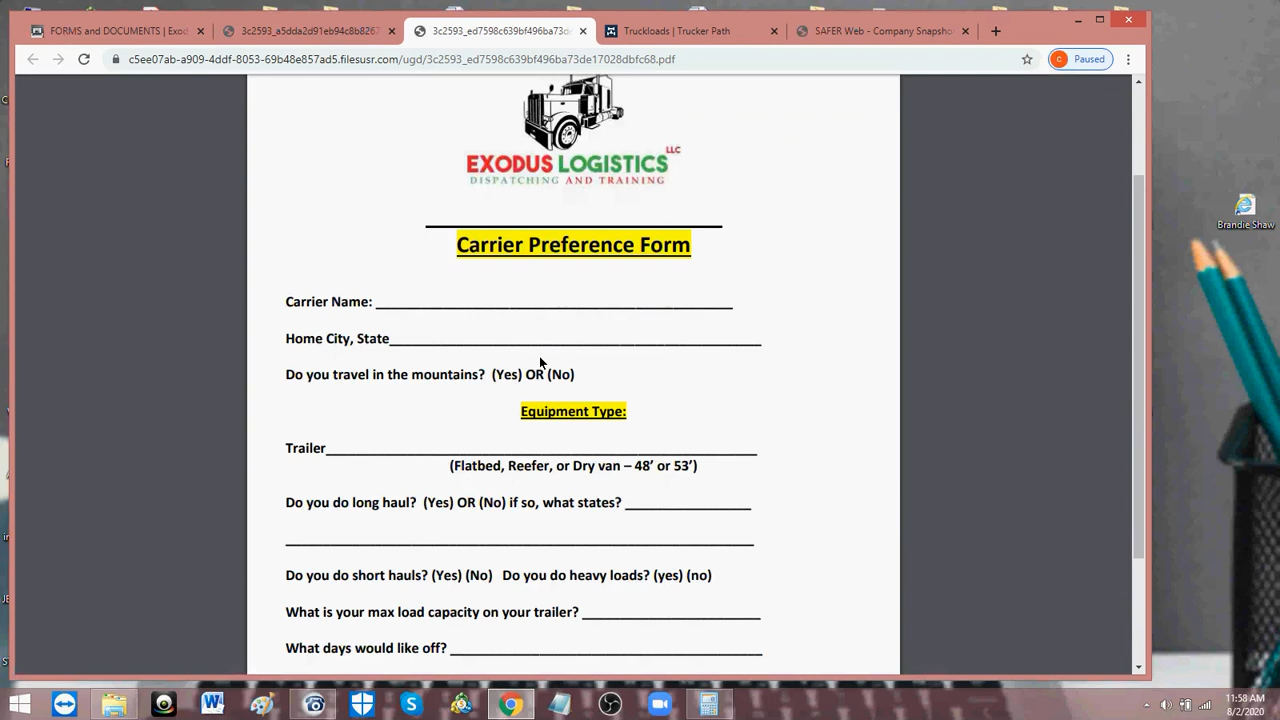 FORMS and DOCUMENTS | Exod
3c2593_a5dda2d91eb94c8b8267
3c2593_ed7598c639bf496ba73de
Truckloads | Trucker Path
SAFER Web - Company Snapshot
c5ee07ab-a909-4ddf-8053-69b48e857ad5.filesusr.com/ugd/3c2593_ed7598c639bf496ba73de17028dbfc68.pdf
C Paused
EXODUS LOGISTICS LLC
DISPATCHING AND TRAINING
Carrier Preference Form
Carrier Name:
Home City, State
Do you travel in the mountains? (Yes) OR (No)
Equipment Type:
Trailer
(Flatbed, Reefer, or Dry van – 48’ or 53’)
Do you do long haul? (Yes) OR (No) if so, what states?
Do you do short hauls? (Yes) (No) Do you do heavy loads? (yes) (no)
What is your max load capacity on your trailer?
What days would like off?
Brandie Shaw
11:58 AM
8/2/2020